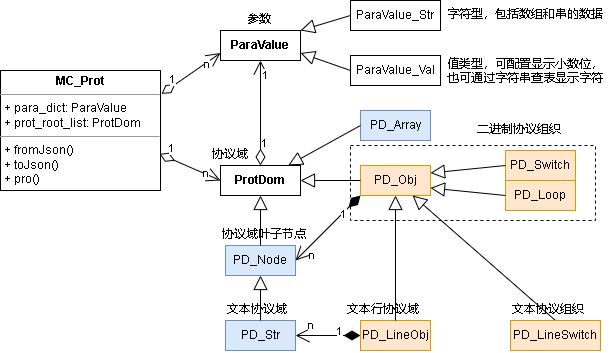 参数
ParaValue
ParaValue_Str
字符型，包括数组和串的数据
ParaValue_Val
值类型，可配置显示小数位，
也可通过字符串查表显示字符
MC_Prot
+ para_dict: ParaValue
+ prot_root_list: ProtDom
+ fromJson()
+ toJson()
+ pro()
1
n
1
n
1
1
协议域
ProtDom
PD_Array
二进制协议组织
PD_Obj
PD_Switch
PD_Loop
1
n
协议域叶子节点
PD_Node
文本协议域
PD_Str
n
1
文本行协议域
PD_LineObj
文本协议组织
PD_LineSwitch